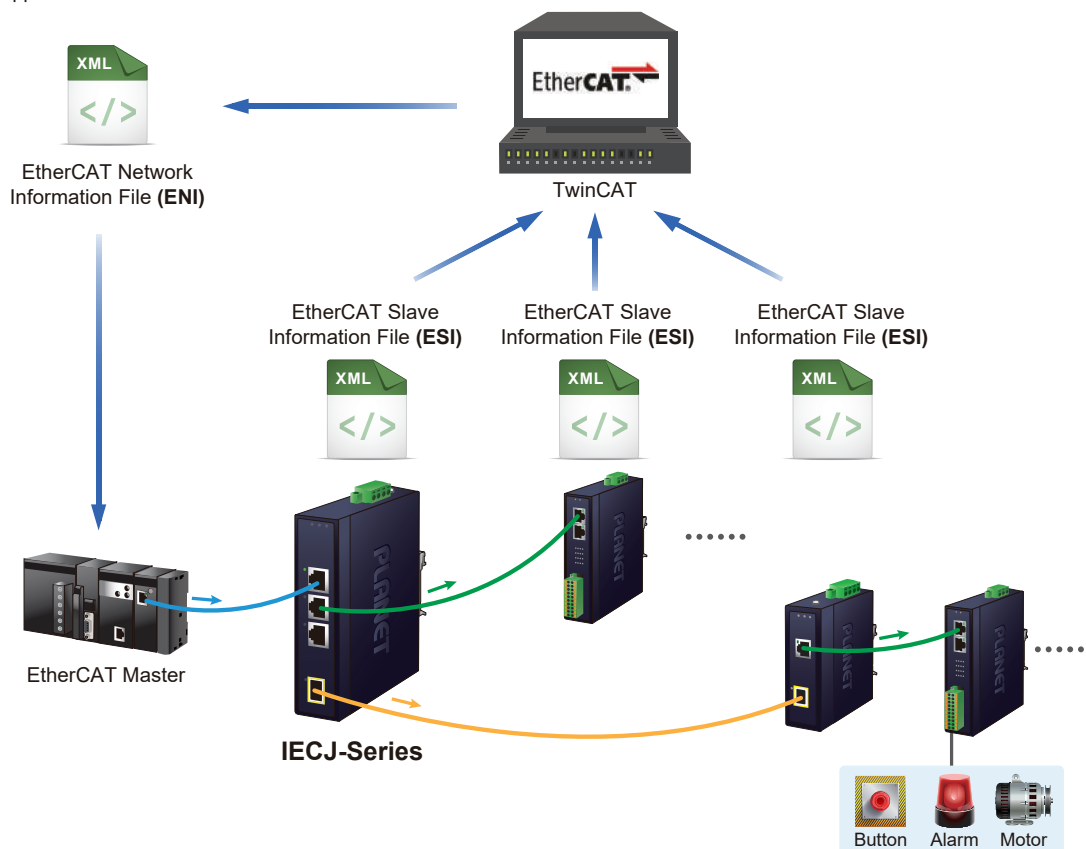 XML
</>
EtherCAT Network
Information File (ENI)
EtherCAT®
TwinCAT
EtherCAT Slave
Information File (ESI)
EtherCAT Slave
Information File (ESI)
EtherCAT Slave
Information File (ESI)
XML
</>
XML
</>
XML
</>
PLANET
PLANET
EtherCAT Master
PLANET
PLANET
IECJ-Series
Button
Alarm
Motor